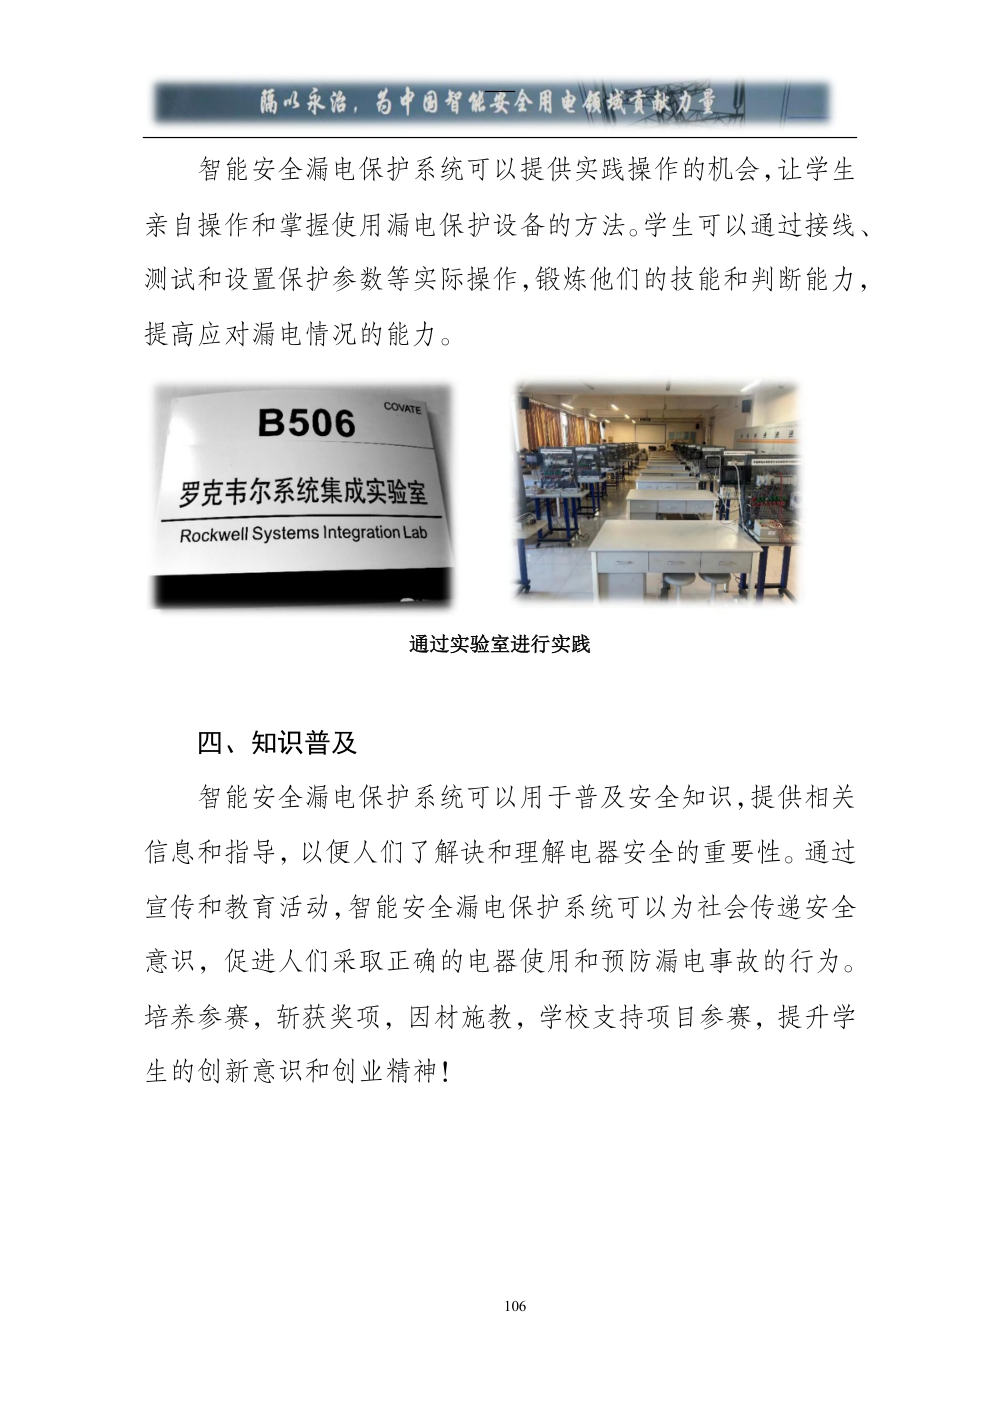 隔以永治，为中国智能安全用电领域贡献力量
智能安全漏电保护系统可以提供实践操作的机会，让学生
亲自操作和掌握使用漏电保护设备的方法。学生可以通过接线、
测试和设置保护参数等实际操作，锻炼他们的技能和判断能力，
提高应对漏电情况的能力。
COVATE
B506
罗克韦尔系统集成实验室
Rockwell Systems Integration Lab
通过实验室进行实践
四、知识普及
智能安全漏电保护系统可以用于普及安全知识，提供相关
信息和指导，以便人们了解诀和理解电器安全的重要性。通过
宣传和教育活动，智能安全漏电保护系统可以为社会传递安全
意识，促进人们采取正确的电器使用和预防漏电事故的行为。
培养参赛，斩获奖项，因材施教，学校支持项目参赛，提升学
生的创新意识和创业精神！
106